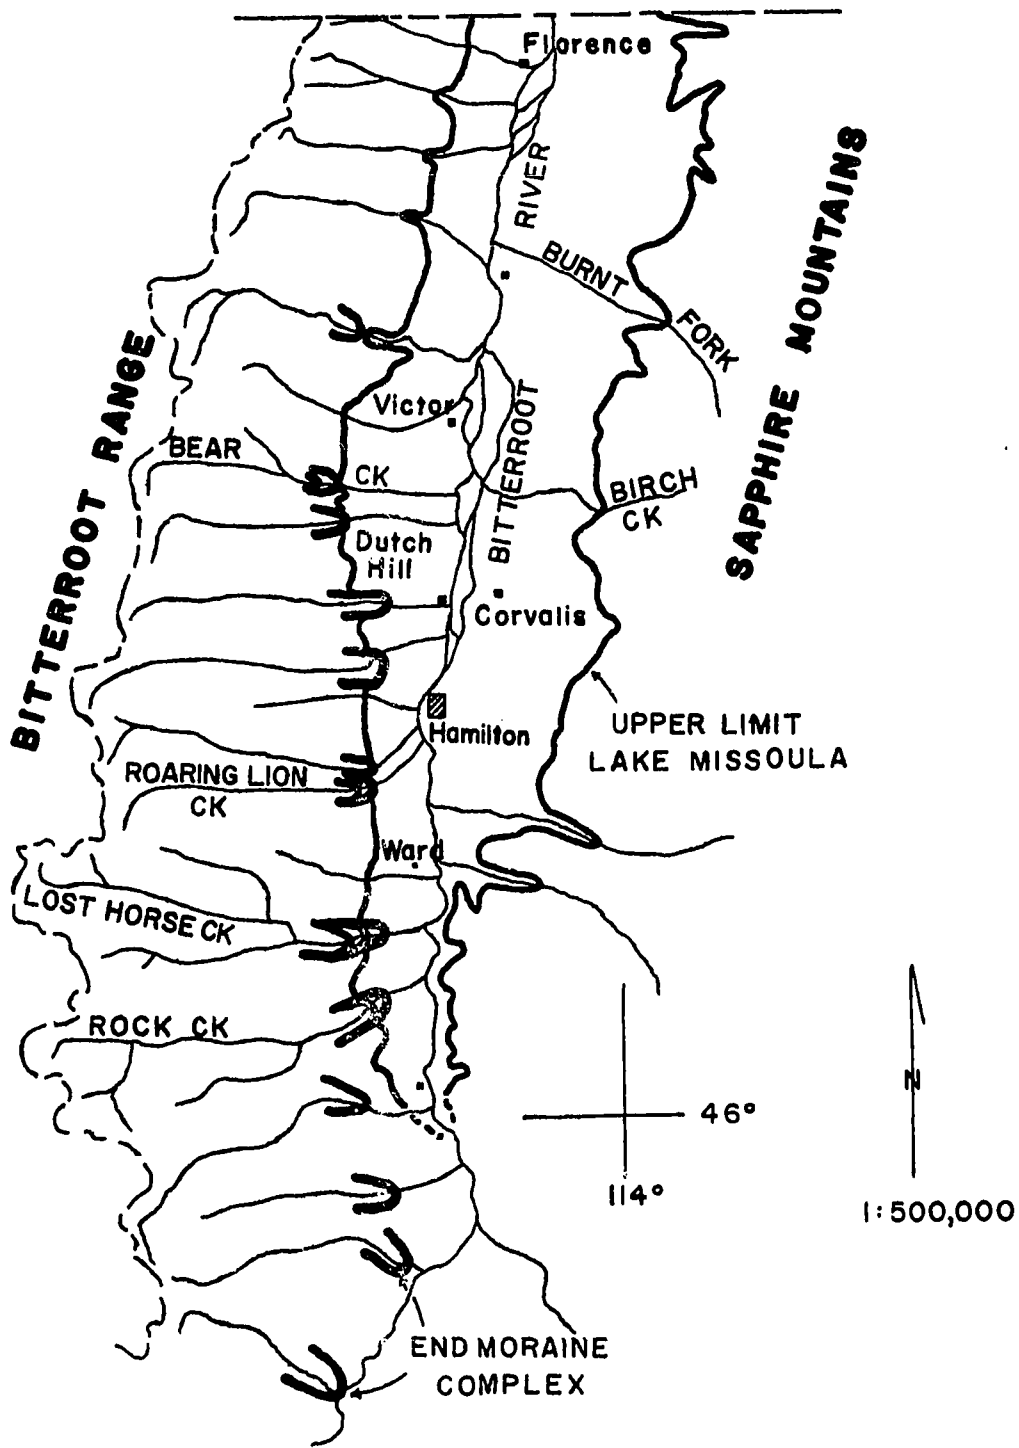 Florence
RIVER
BURNT
FORK
SAPPHIRE MOUNTAINS
BITTERROOT RANGE
Victor
BEAR
CK
BITTERROOT
BIRCH
CK
Dutch
Hill
Corvalis
UPPER LIMIT
LAKE MISSOULA
Hamilton
ROARING LION
CK
Ward
LOST HORSE CK
ROCK CK
N
46°
114°
1:500,000
END MORAINE
COMPLEX